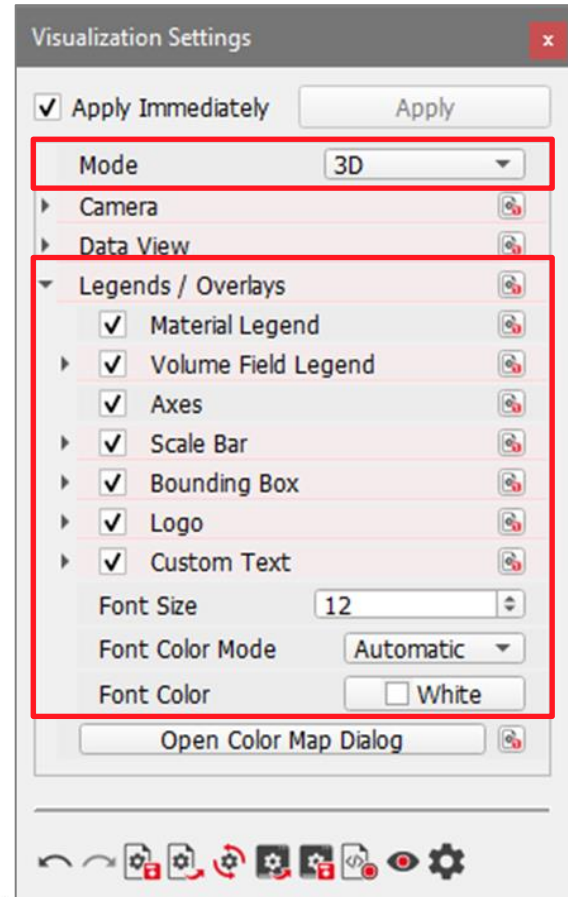 Visualization Settings
x
Apply Immediately Apply
Mode 3D
Camera
Data View
Legends / Overlays
Material Legend
Volume Field Legend
Axes
Scale Bar
Bounding Box
Logo
Custom Text
Font Size 12
Font Color Mode Automatic
Font Color White
Open Color Map Dialog